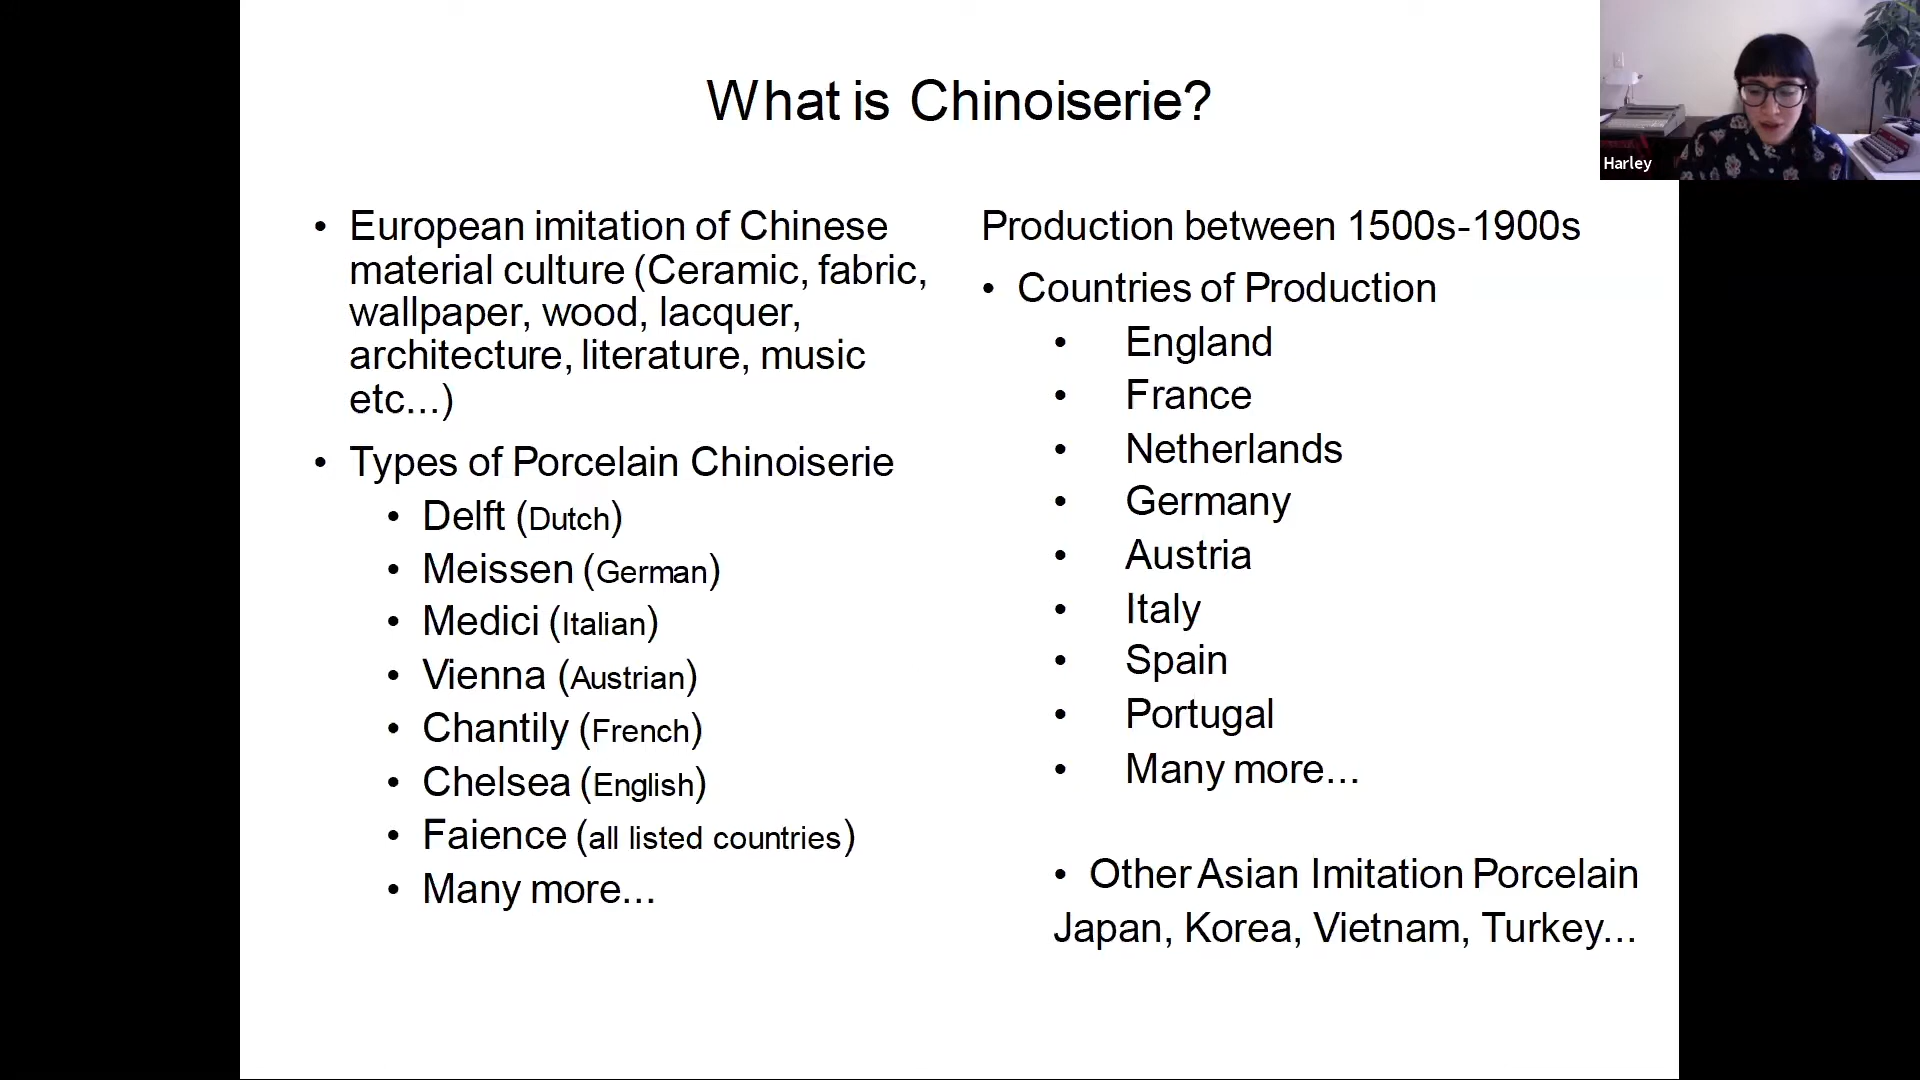 What is Chinoiserie?
Harley
• European imitation of Chinese
material culture (Ceramic, fabric,
wallpaper, wood, lacquer,
architecture, literature, music
etc...)
• Types of Porcelain Chinoiserie
• Delft (Dutch)
• Meissen (German)
• Medici (Italian)
• Vienna (Austrian)
• Chantily (French)
• Chelsea (English)
• Faience (all listed countries)
• Many more...
Production between 1500s-1900s
• Countries of Production
• England
• France
• Netherlands
• Germany
• Austria
• Italy
• Spain
• Portugal
• Many more...
• Other Asian Imitation Porcelain
Japan, Korea, Vietnam, Turkey...